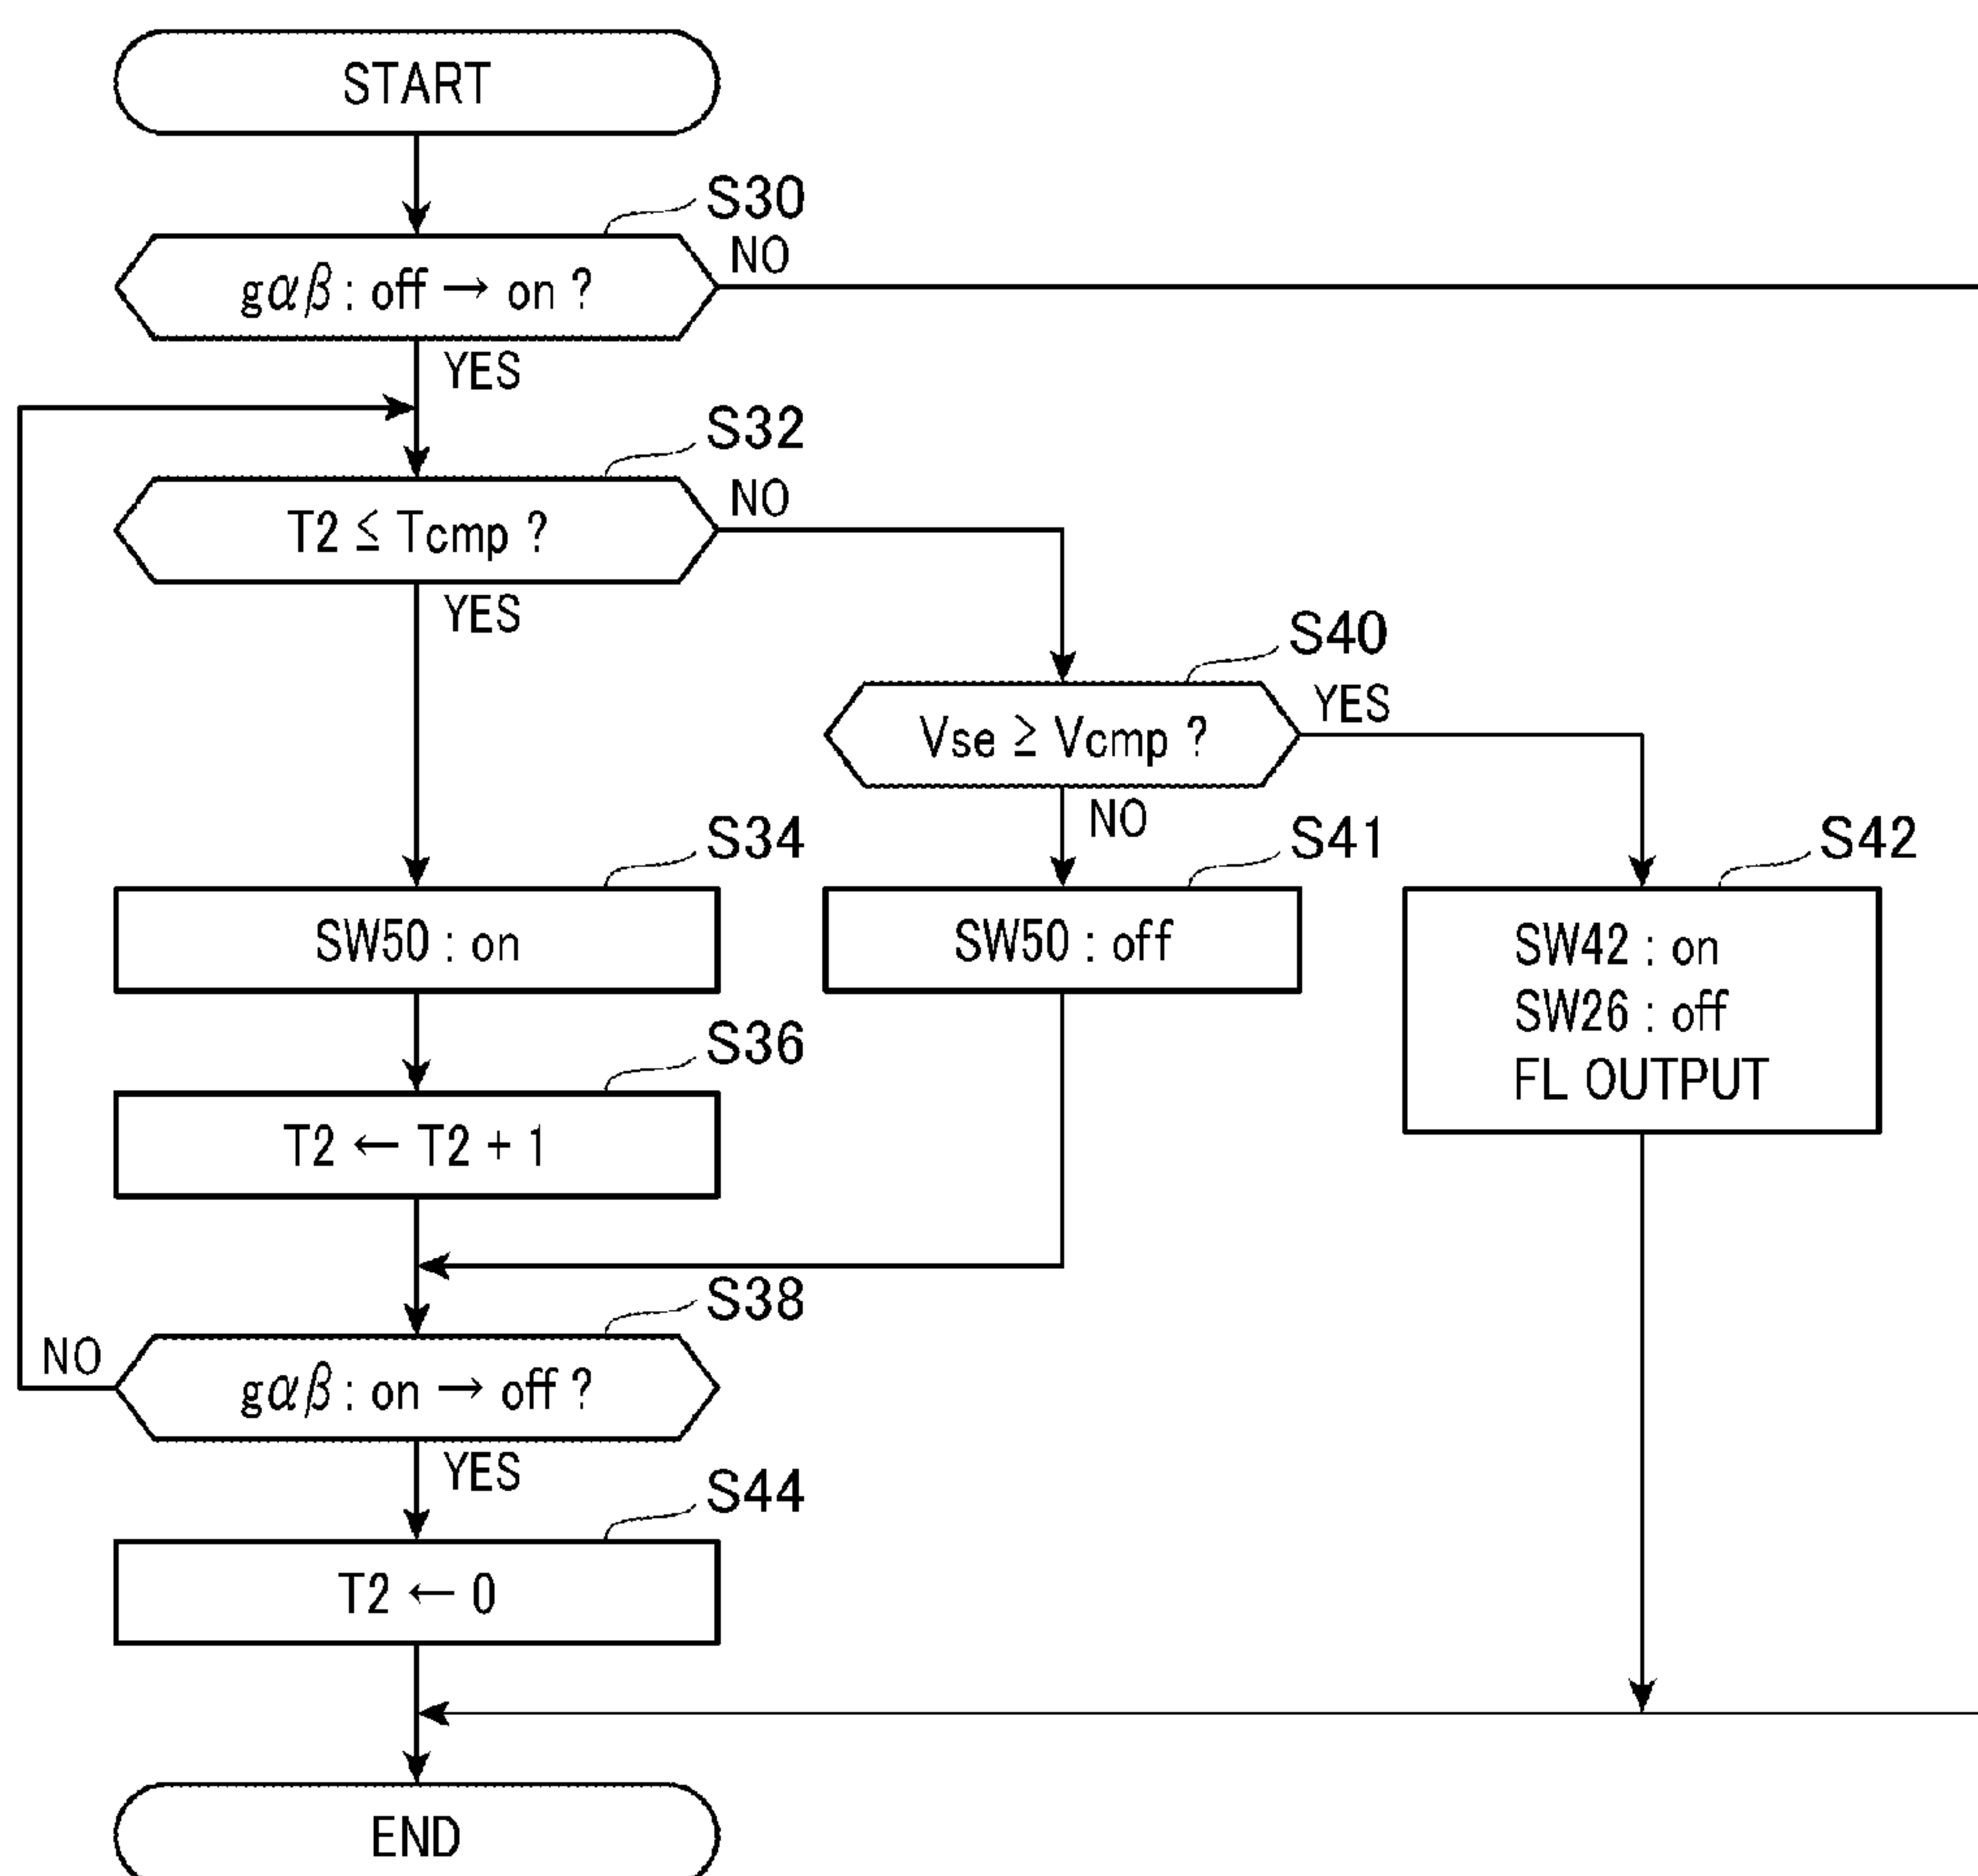 START
S30
gαβ : off → on ?
NO
YES
S32
T2 ≤ Tcmp ?
NO
YES
S40
Vse ≥ Vcmp ?
YES
NO
S34
SW50 : on
S41
SW50 : off
S42
SW42 : on
SW26 : off
FL OUTPUT
S36
T2 ← T2 + 1
S38
gαβ : on → off ?
NO
YES
S44
T2 ← 0
END